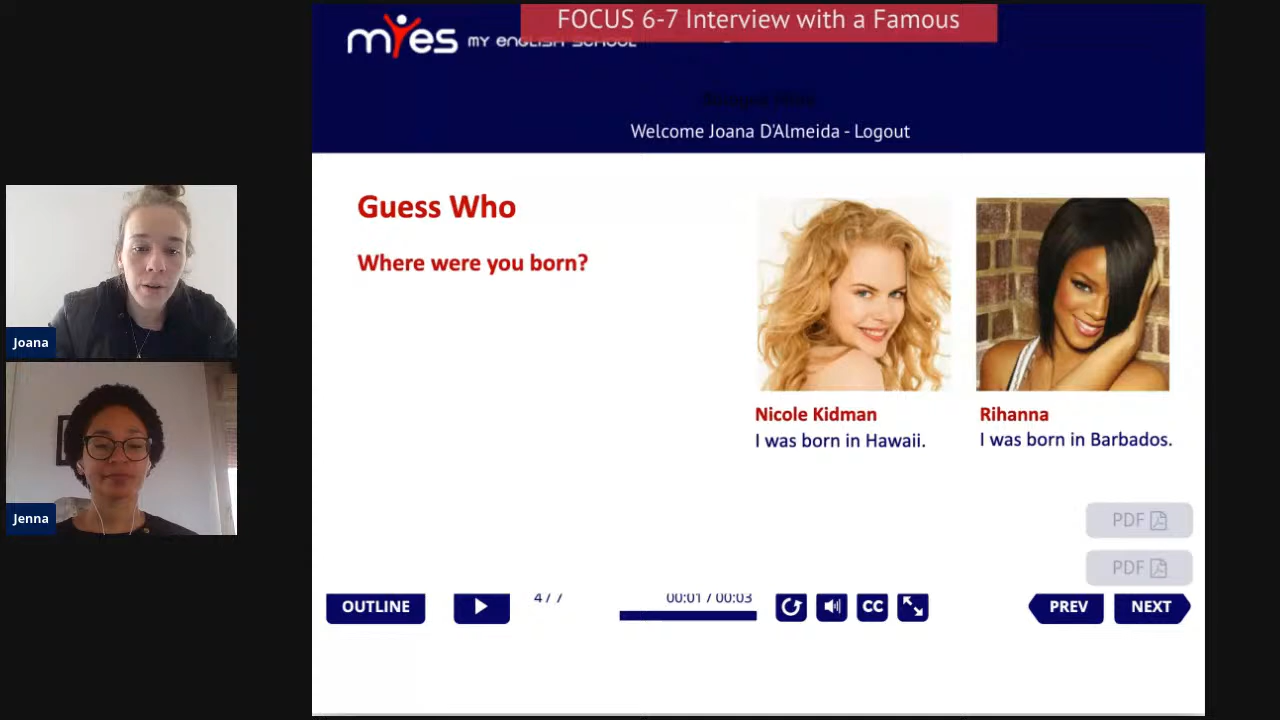 FOCUS 6-7 Interview with a Famous
myes MY ENGLISH SCHOOL
Welcome Joana D'Almeida - Logout
Guess Who
Where were you born?
Nicole Kidman
I was born in Hawaii.
Rihanna
I was born in Barbados.
Joana
Jenna
PDF
PDF
OUTLINE
4 / 7
00:01 / 00:03
CC
PREV
NEXT